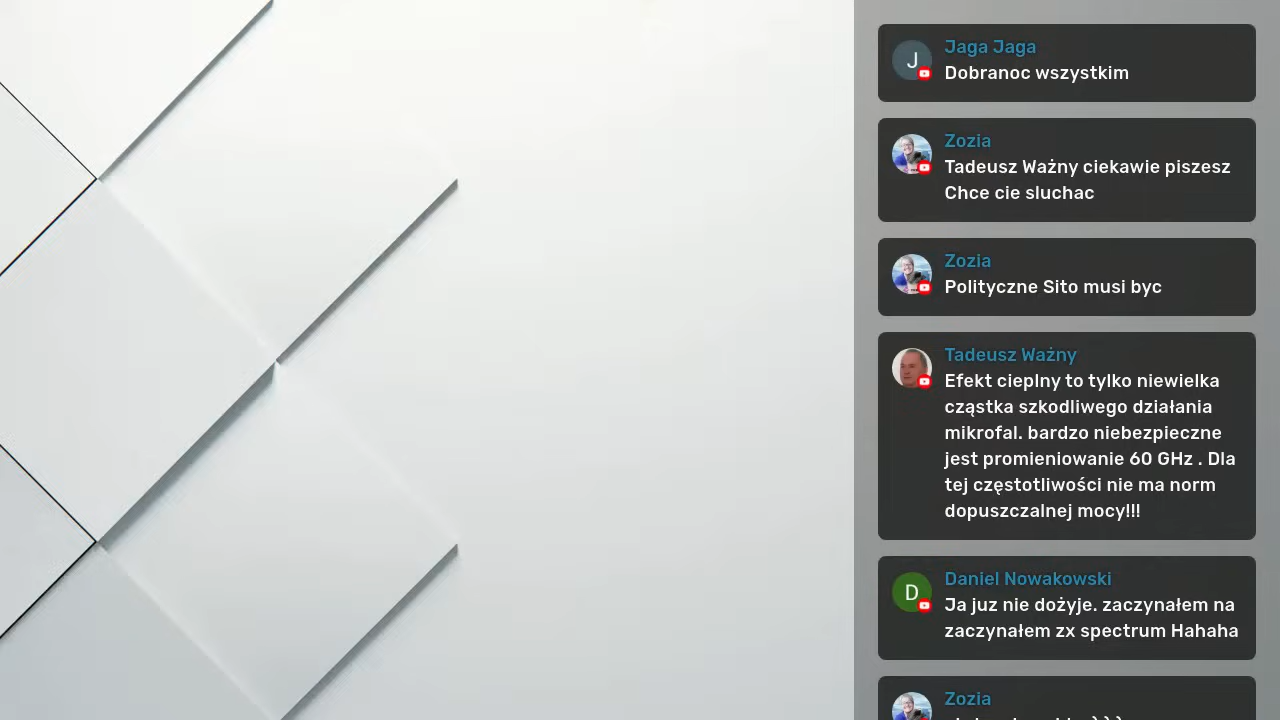 Jaga Jaga
Dobranoc wszystkim
Zozia
Tadeusz Ważny ciekawie piszesz
Chce cie sluchac
Zozia
Polityczne Sito musi byc
Tadeusz Ważny
Efekt cieplny to tylko niewielka
cząstka szkodliwego działania
mikrofal. bardzo niebezpieczne
jest promieniowanie 60 GHz . Dla
tej częstotliwości nie ma norm
dopuszczalnej mocy!!!
Daniel Nowakowski
Ja juz nie dożyje. zaczynałem na
zaczynałem zx spectrum Hahaha
Zozia